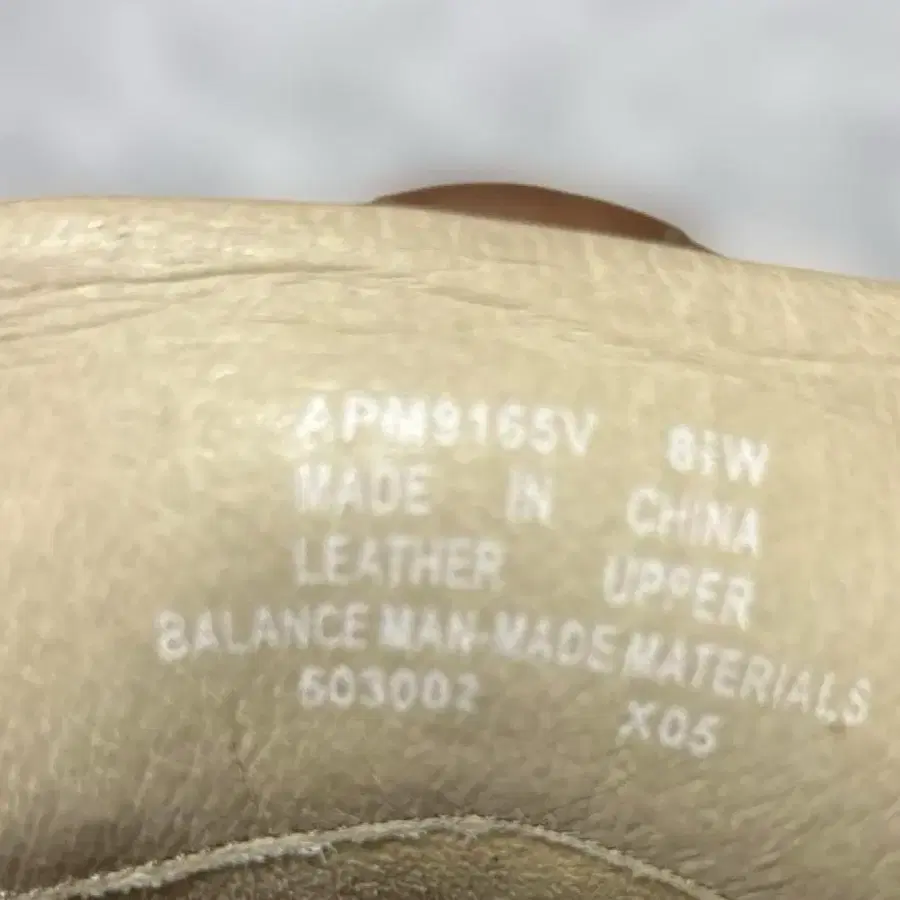 APM9165V 8½W
MADE IN CHINA
LEATHER UPPER
BALANCE MAN-MADE MATERIALS
603002 X05